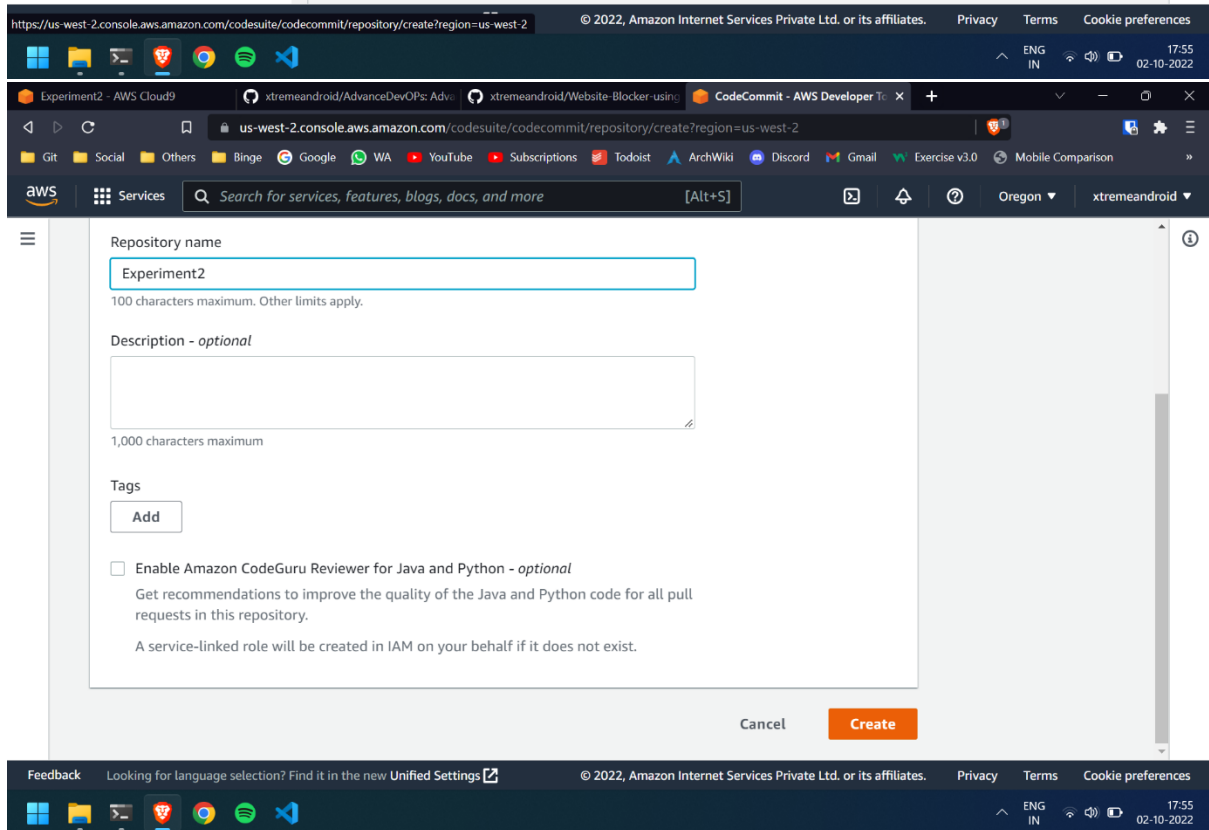 https://us-west-2.console.aws.amazon.com/codesuite/codecommit/repository/create?region=us-west-2
© 2022, Amazon Internet Services Private Ltd. or its affiliates. Privacy Terms Cookie preferences
ENG
IN
17:55
02-10-2022
Experiment2 - AWS Cloud9 xtremeandroid/AdvanceDevOPs: Adva xtremeandroid/Website-Blocker-using CodeCommit - AWS Developer To
us-west-2.console.aws.amazon.com/codesuite/codecommit/repository/create?region=us-west-2
Git Social Others Binge Google WA YouTube Subscriptions Todoist ArchWiki Discord Gmail Exercise v3.0 Mobile Comparison »
aws Services Search for services, features, blogs, docs, and more [Alt+S] Oregon ▼ xtremeandroid ▼
Repository name
Experiment2
100 characters maximum. Other limits apply.
Description - optional
1,000 characters maximum
Tags
Add
Enable Amazon CodeGuru Reviewer for Java and Python - optional
Get recommendations to improve the quality of the Java and Python code for all pull
requests in this repository.
A service-linked role will be created in IAM on your behalf if it does not exist.
Cancel Create
Feedback Looking for language selection? Find it in the new Unified Settings © 2022, Amazon Internet Services Private Ltd. or its affiliates. Privacy Terms Cookie preferences
ENG
IN
17:55
02-10-2022